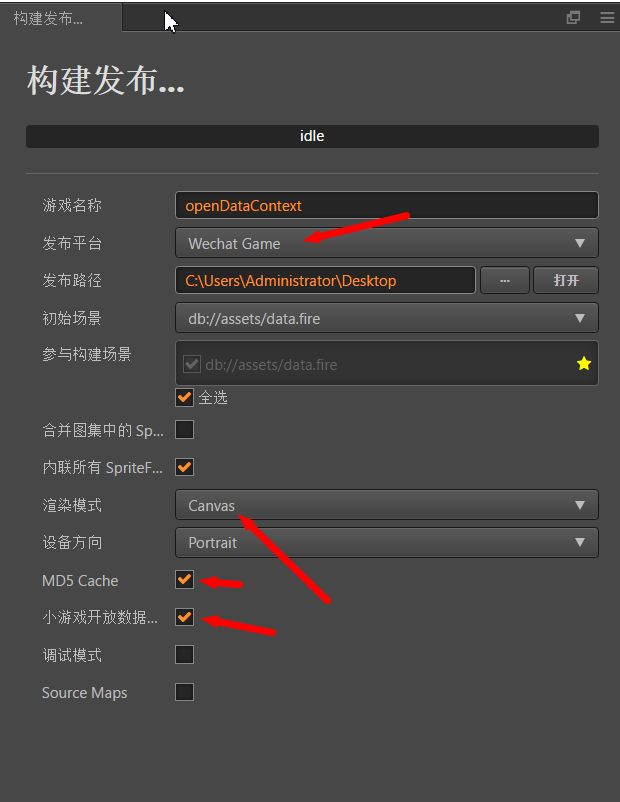 构建发布...
构建发布...
idle
游戏名称 openDataContext
发布平台 Wechat Game
发布路径 C:\Users\Administrator\Desktop ... 打开
初始场景 db://assets/data.fire
参与构建场景 db://assets/data.fire
全选
合并图集中的 Sp...
内联所有 SpriteF...
渲染模式 Canvas
设备方向 Portrait
MD5 Cache
小游戏开放数据...
调试模式
Source Maps